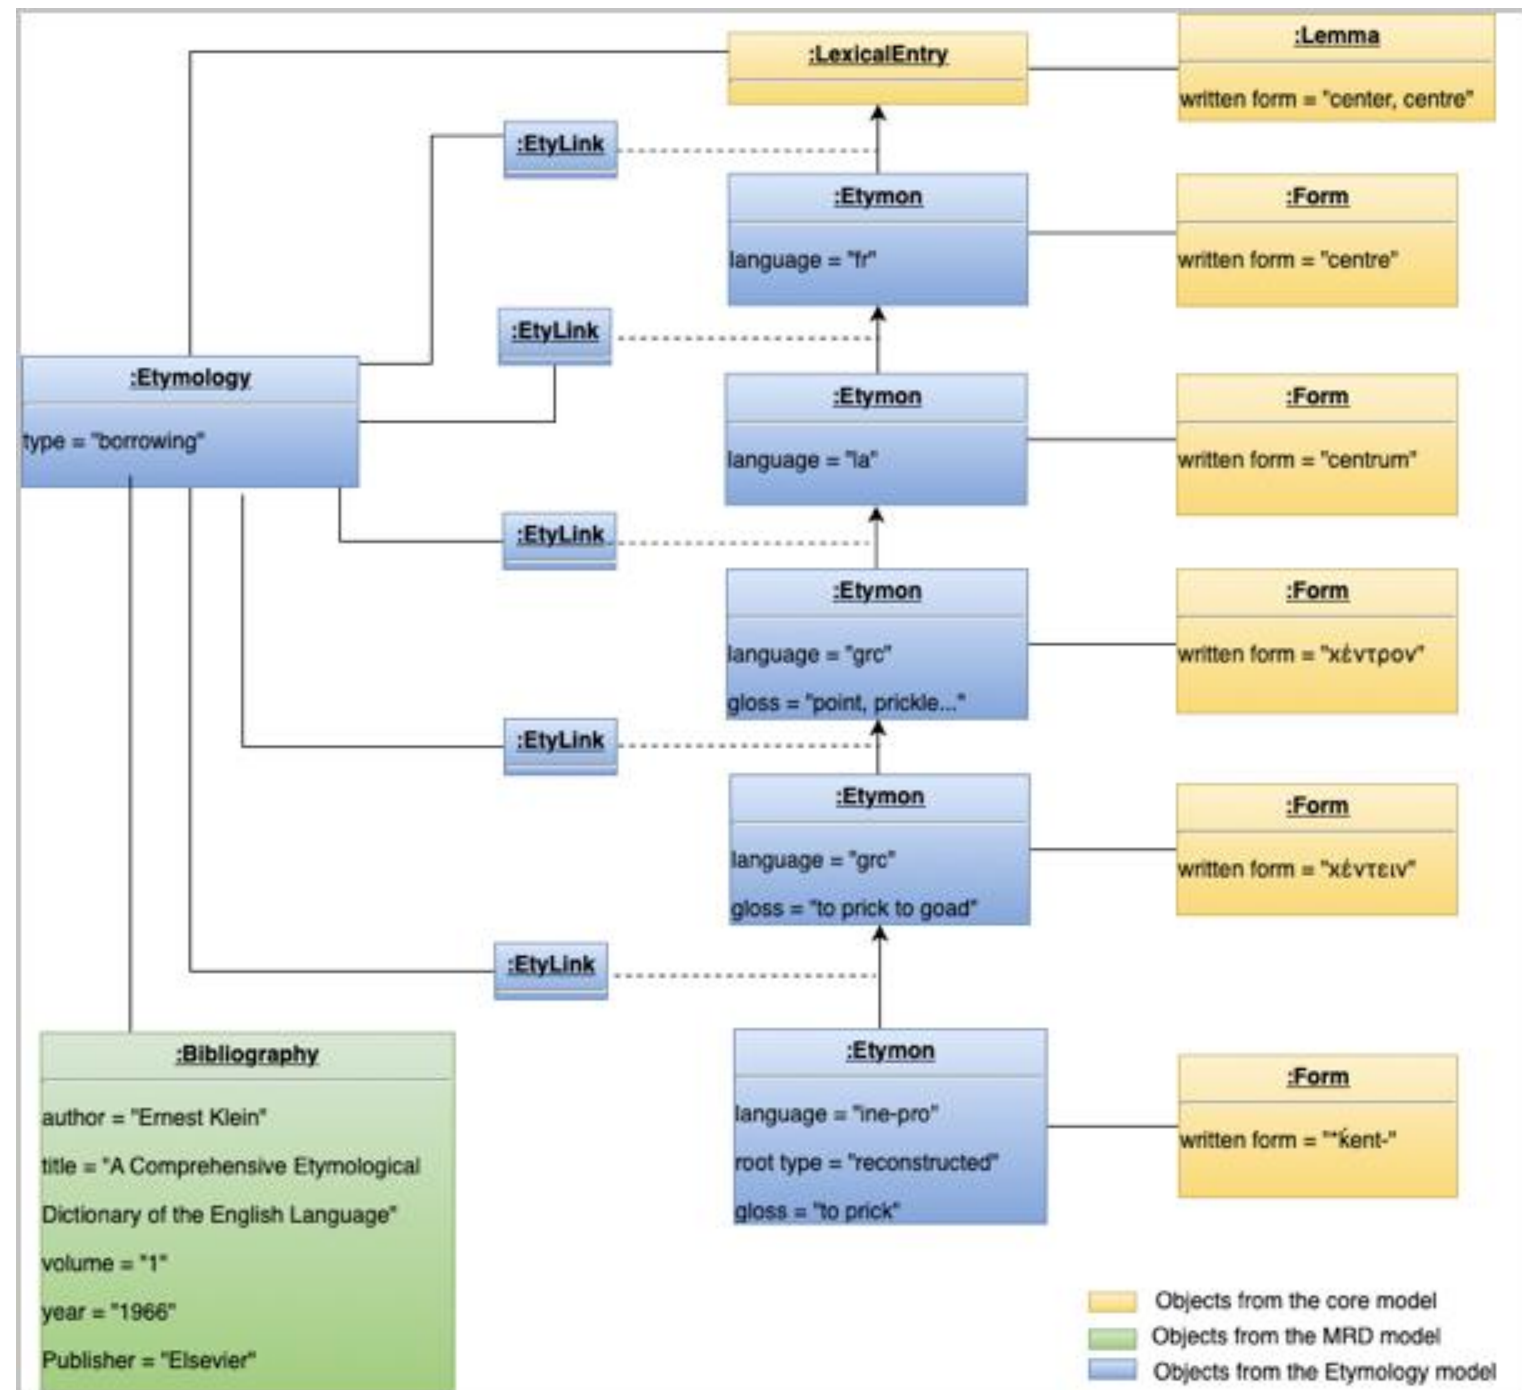 :LexicalEntry
:Lemma
written form = "center, centre"
:EtyLink
:Etymon
language = "fr"
:Form
written form = "centre"
:EtyLink
:Etymology
type = "borrowing"
:Etymon
language = "la"
:Form
written form = "centrum"
:EtyLink
:Etymon
language = "grc"
gloss = "point, prickle..."
:Form
written form = "κέντρον"
:EtyLink
:Etymon
language = "grc"
gloss = "to prick to goad"
:Form
written form = "κέντειν"
:EtyLink
:Etymon
language = "ine-pro"
root type = "reconstructed"
gloss = "to prick"
:Form
written form = "*ḱent-"
:Bibliography
author = "Ernest Klein"
title = "A Comprehensive Etymological
Dictionary of the English Language"
volume = "1"
year = "1966"
Publisher = "Elsevier"
Objects from the core model
Objects from the MRD model
Objects from the Etymology model